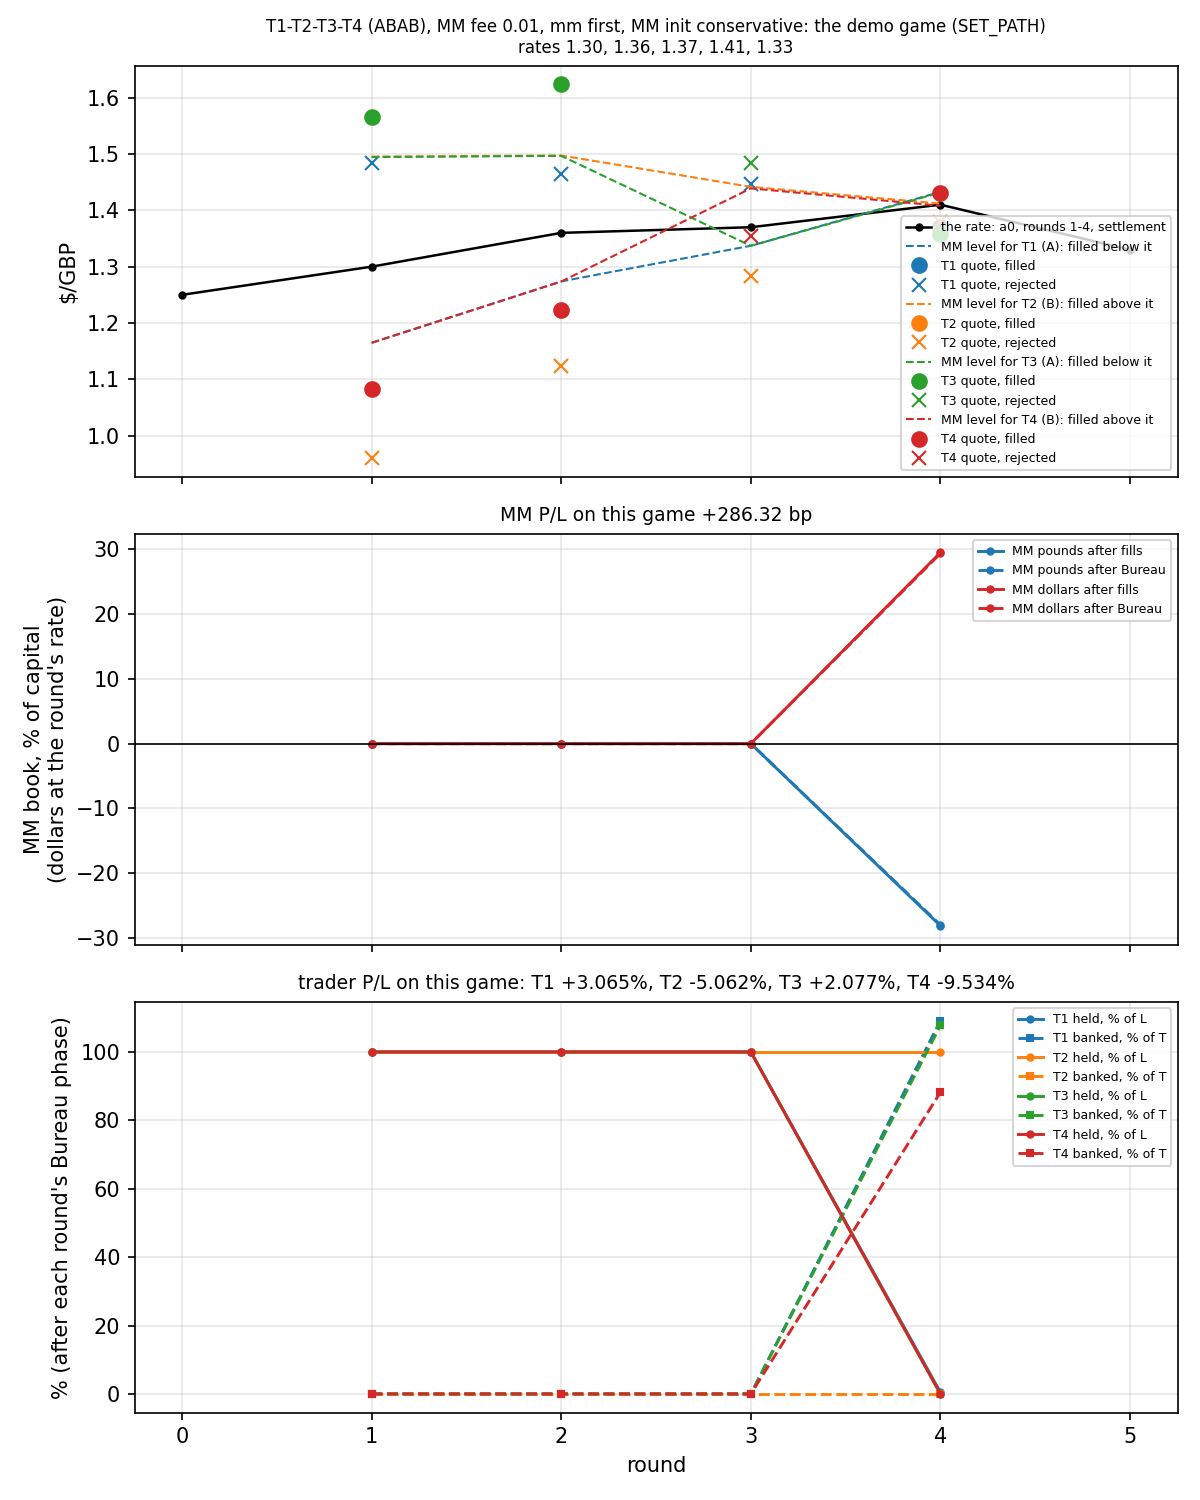 T1-T2-T3-T4 (ABAB), MM fee 0.01, mm first, MM init conservative: the demo game (SET_PATH)
rates 1.30, 1.36, 1.37, 1.41, 1.33
$/GBP
1.6
1.5
1.4
1.3
1.2
1.1
1.0
the rate: a0, rounds 1-4, settlement
MM level for T1 (A): filled below it
T1 quote, filled
T1 quote, rejected
MM level for T2 (B): filled above it
T2 quote, filled
T2 quote, rejected
MM level for T3 (A): filled below it
T3 quote, filled
T3 quote, rejected
MM level for T4 (B): filled above it
T4 quote, filled
T4 quote, rejected
MM P/L on this game +286.32 bp
MM book, % of capital
(dollars at the round's rate)
30
20
10
0
−10
−20
−30
MM pounds after fills
MM pounds after Bureau
MM dollars after fills
MM dollars after Bureau
trader P/L on this game: T1 +3.065%, T2 -5.062%, T3 +2.077%, T4 -9.534%
% (after each round's Bureau phase)
100
80
60
40
20
0
T1 held, % of L
T1 banked, % of T
T2 held, % of L
T2 banked, % of T
T3 held, % of L
T3 banked, % of T
T4 held, % of L
T4 banked, % of T
0 1 2 3 4 5
round